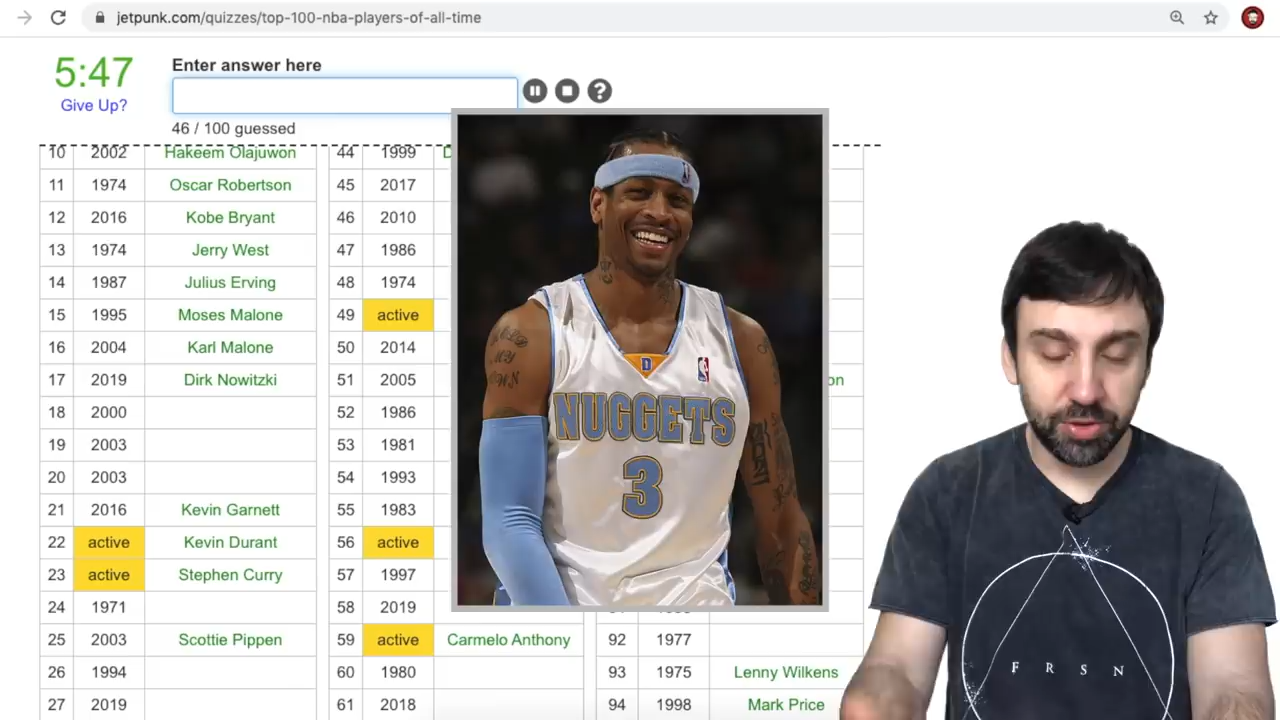 jetpunk.com/quizzes/top-100-nba-players-of-all-time
5:47
Give Up?
Enter answer here
?
46 / 100 guessed
10 2002 Hakeem Olajuwon
11 1974 Oscar Robertson
12 2016 Kobe Bryant
13 1974 Jerry West
14 1987 Julius Erving
15 1995 Moses Malone
16 2004 Karl Malone
17 2019 Dirk Nowitzki
18 2000
19 2003
20 2003
21 2016 Kevin Garnett
22 active Kevin Durant
23 active Stephen Curry
24 1971
25 2003 Scottie Pippen
26 1994
27 2019
44 1999 D
45 2017
46 2010
47 1986
48 1974
49 active
50 2014
51 2005
52 1986
53 1981
54 1993
55 1983
56 active
57 1997
58 2019
59 active Carmelo Anthony
60 1980
61 2018
on
92 1977
93 1975 Lenny Wilkens
94 1998 Mark Price
D
NUGGETS
3
F R S N